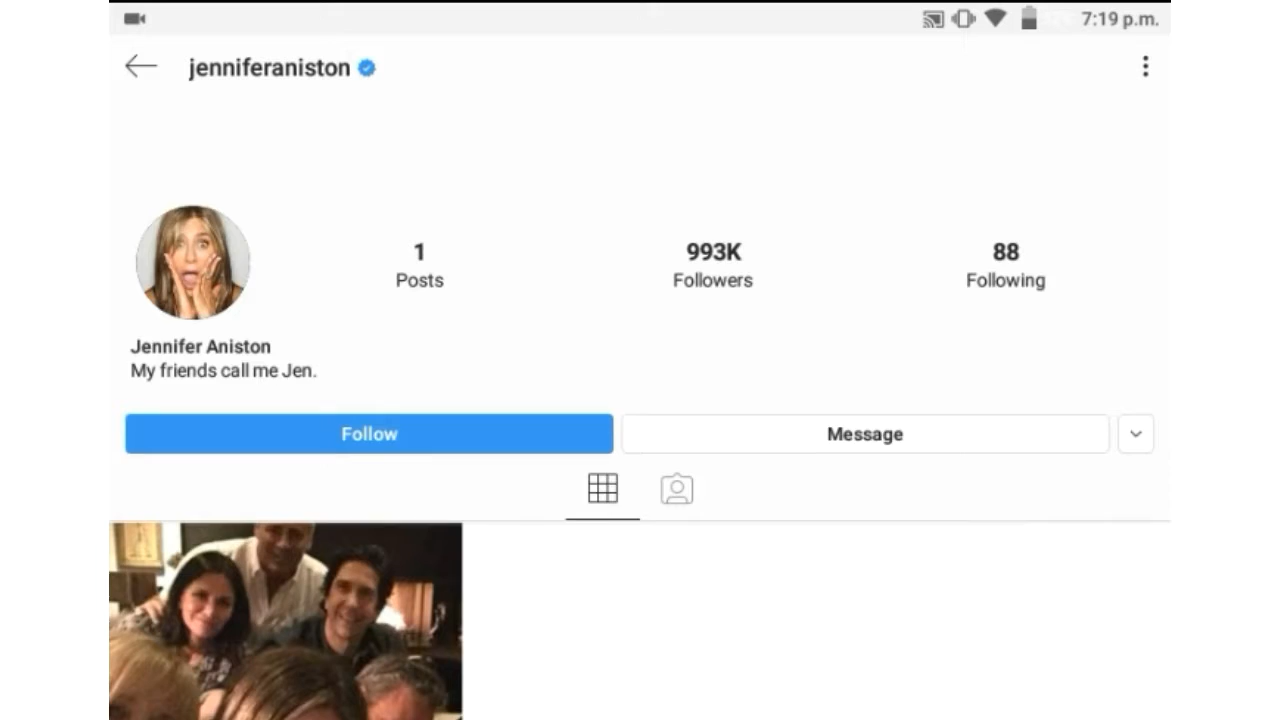 7:19 p.m.
jenniferaniston
1 993K 88
Posts Followers Following
Jennifer Aniston
My friends call me Jen.
Follow Message